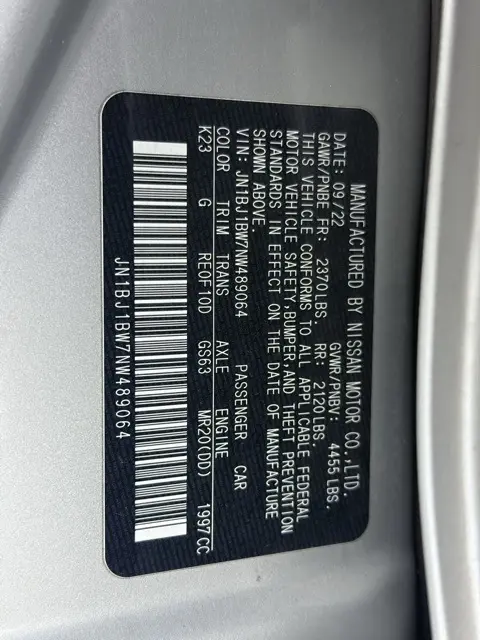 MANUFACTURED BY NISSAN MOTOR CO.,LTD.
DATE: 09/22 GVWR/PNBV: 4455 LBS.
GAWR/PNBE FR: 2370LBS. RR: 2120LBS.
THIS VEHICLE CONFORMS TO ALL APPLICABLE FEDERAL
MOTOR VEHICLE SAFETY,BUMPER,AND THEFT PREVENTION
STANDARDS IN EFFECT ON THE DATE OF MANUFACTURE
SHOWN ABOVE.
VIN: JN1BJ1BW7NW489064 PASSENGER CAR
COLOR TRIM TRANS AXLE ENGINE
K23 G RE0F10D GS63 MR20(DD) 1997CC
JN1BJ1BW7NW489064